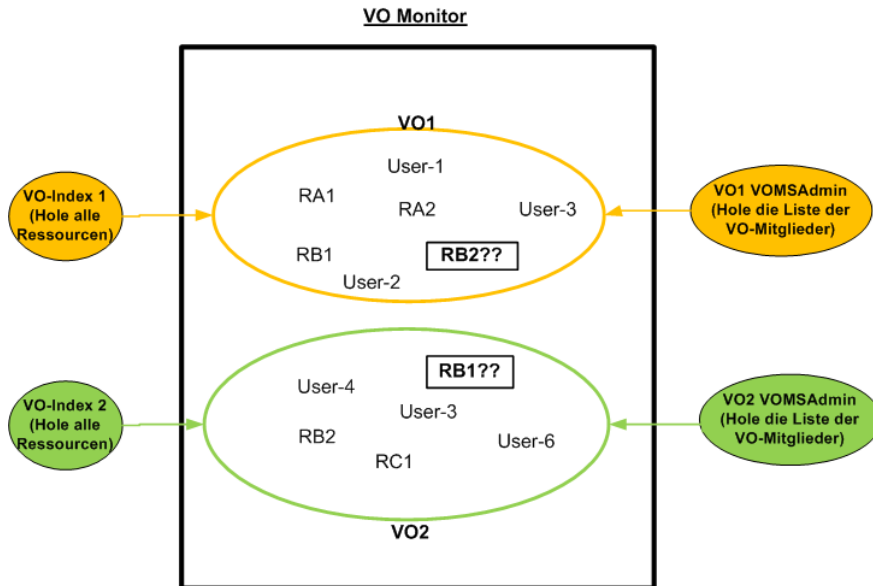 VO Monitor
VO1
User-1
RA1
RA2
User-3
RB1
RB2??
User-2
VO-Index 1
(Hole alle
Ressourcen)
VO1 VOMSAdmin
(Hole die Liste der
VO-Mitglieder)
RB1??
User-4
User-3
RB2
User-6
RC1
VO2
VO-Index 2
(Hole alle
Ressourcen)
VO2 VOMSAdmin
(Hole die Liste der
VO-Mitglieder)